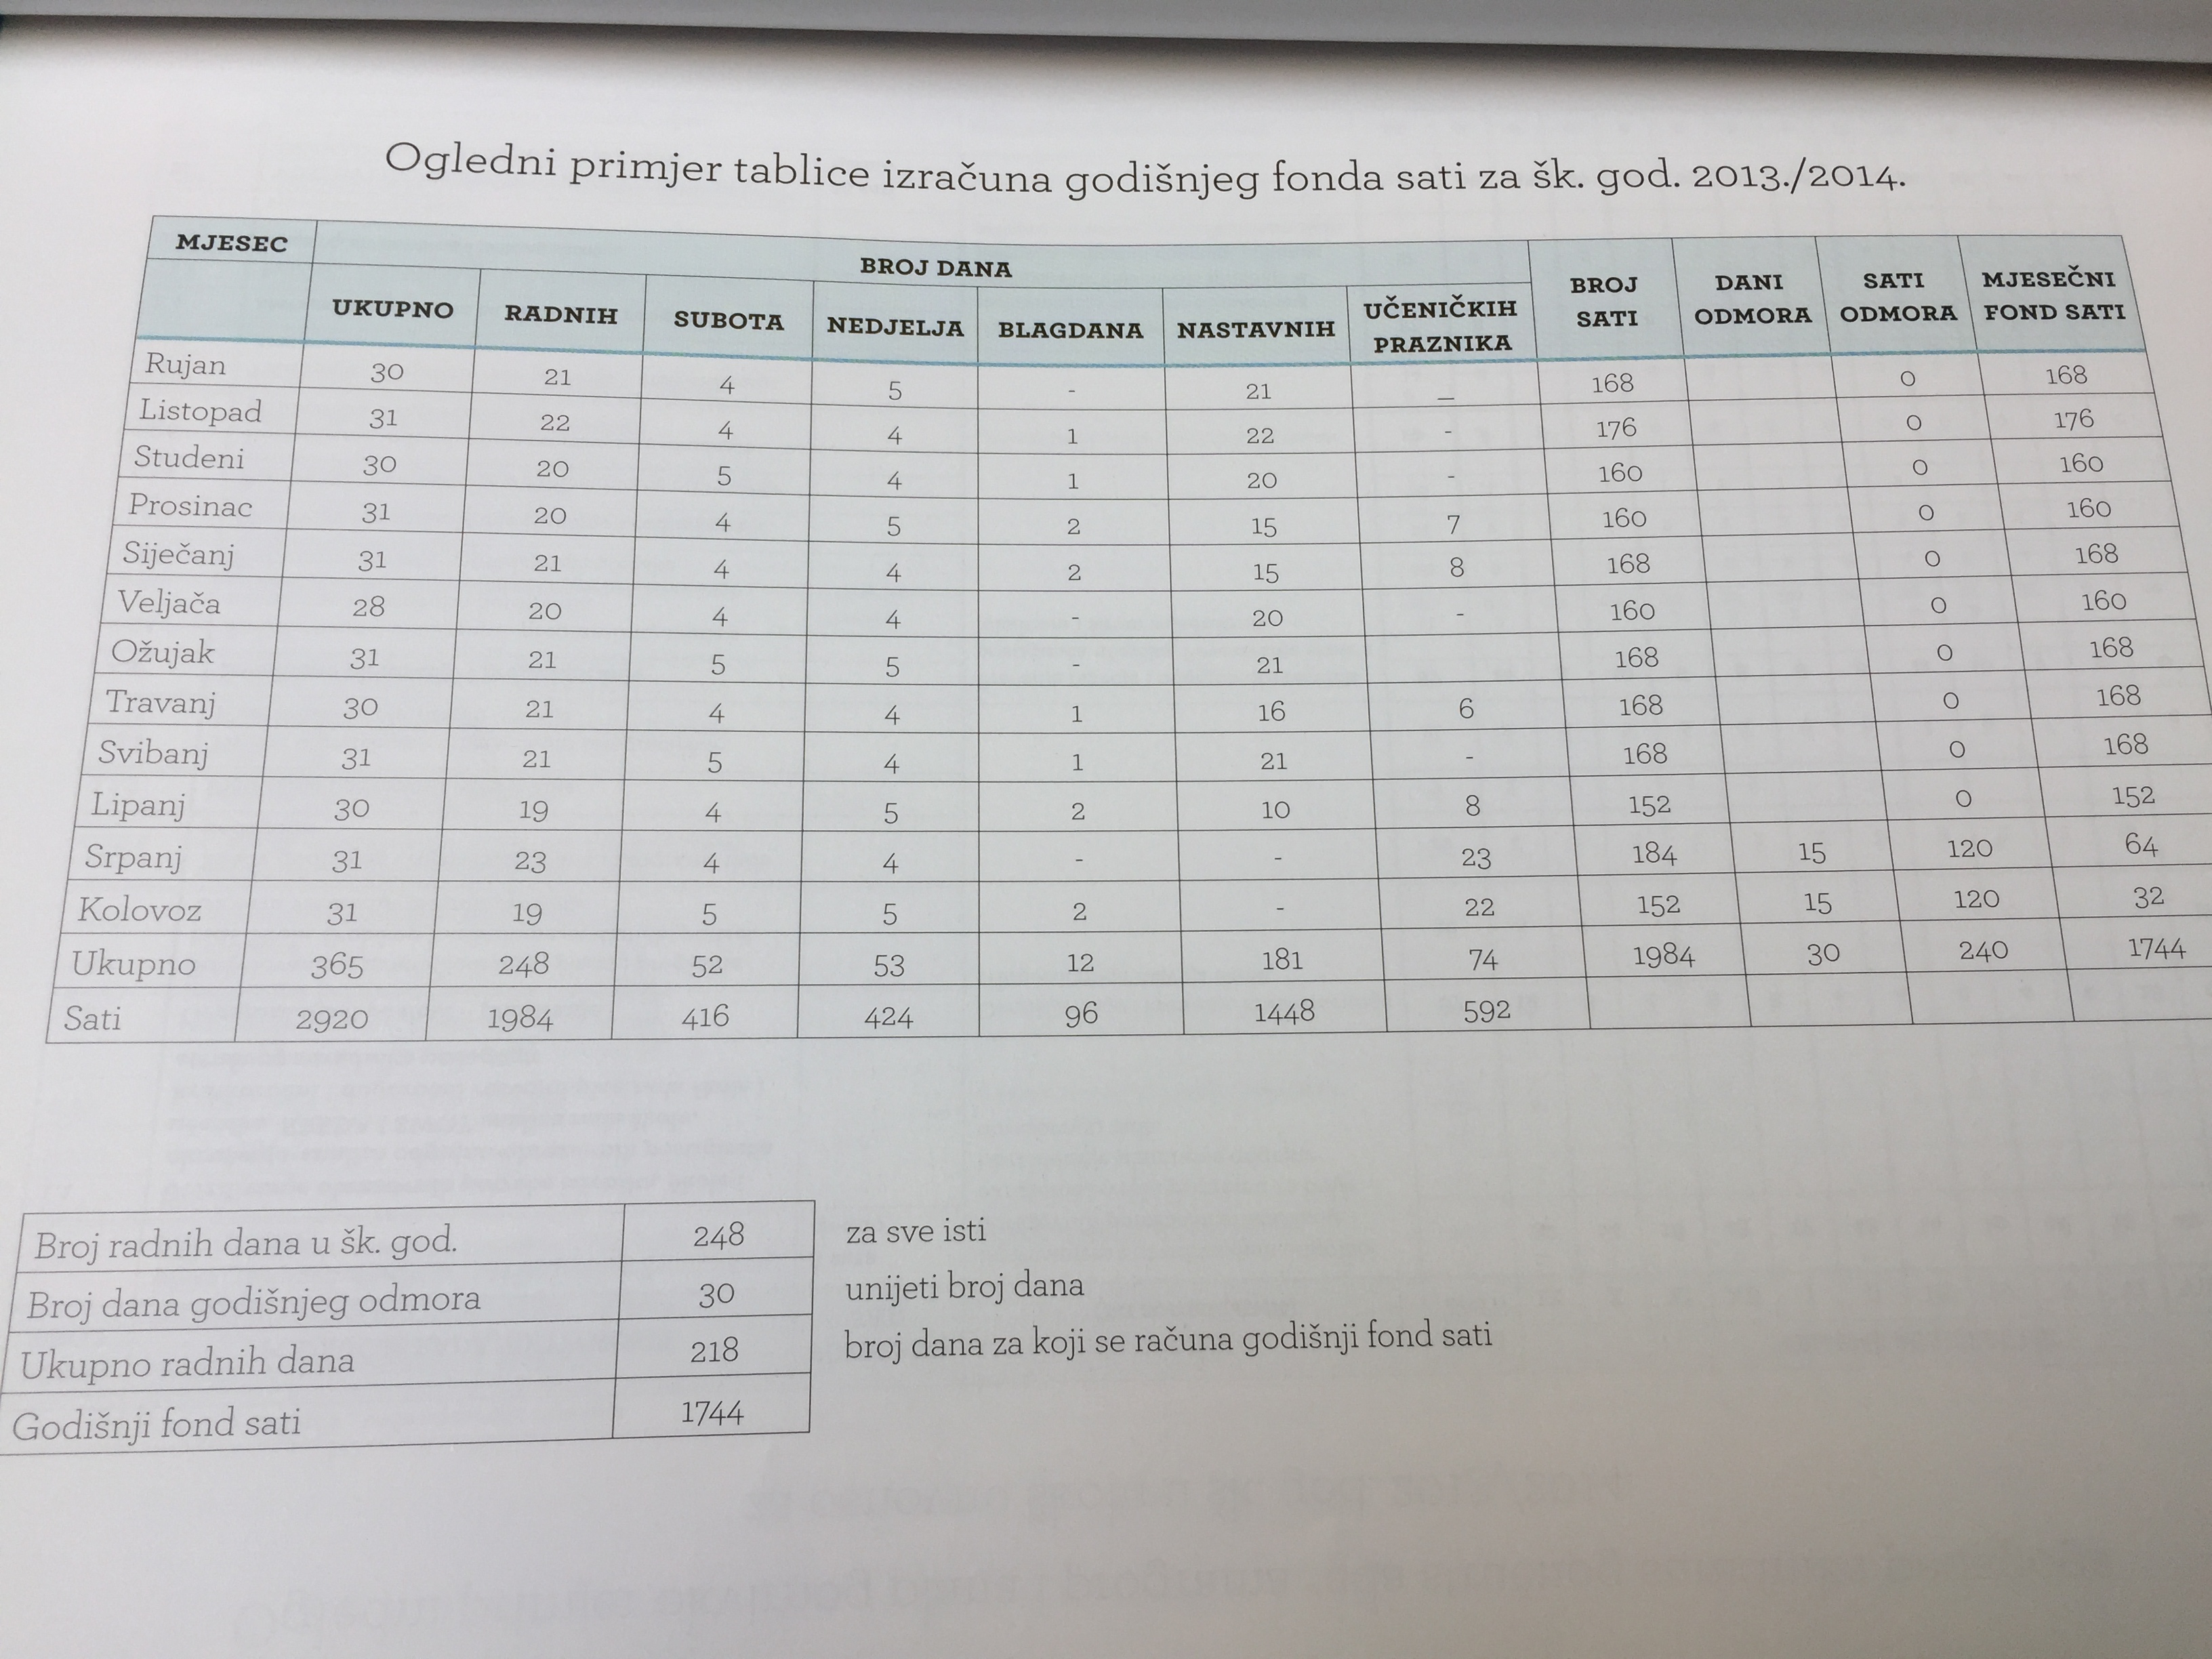 Ogledni primjer tablice izračuna godišnjeg fonda sati za šk. god. 2013./2014.
MJESEC BROJ DANA BROJ SATI DANI ODMORA SATI ODMORA MJESEČNI FOND SATI
UKUPNO RADNIH SUBOTA NEDJELJA BLAGDANA NASTAVNIH UČENIČKIH PRAZNIKA
Rujan 30 21 4 5 - 21 _ 168 0 168
Listopad 31 22 4 4 1 22 - 176 0 176
Studeni 30 20 5 4 1 20 - 160 0 160
Prosinac 31 20 4 5 2 15 7 160 0 160
Siječanj 31 21 4 4 2 15 8 168 0 168
Veljača 28 20 4 4 - 20 - 160 0 160
Ožujak 31 21 5 5 - 21 168 0 168
Travanj 30 21 4 4 1 16 6 168 0 168
Svibanj 31 21 5 4 1 21 - 168 0 168
Lipanj 30 19 4 5 2 10 8 152 0 152
Srpanj 31 23 4 4 - - 23 184 15 120 64
Kolovoz 31 19 5 5 2 - 22 152 15 120 32
Ukupno 365 248 52 53 12 181 74 1984 30 240 1744
Sati 2920 1984 416 424 96 1448 592
Broj radnih dana u šk. god. 248 za sve isti
Broj dana godišnjeg odmora 30 unijeti broj dana
Ukupno radnih dana 218 broj dana za koji se računa godišnji fond sati
Godišnji fond sati 1744